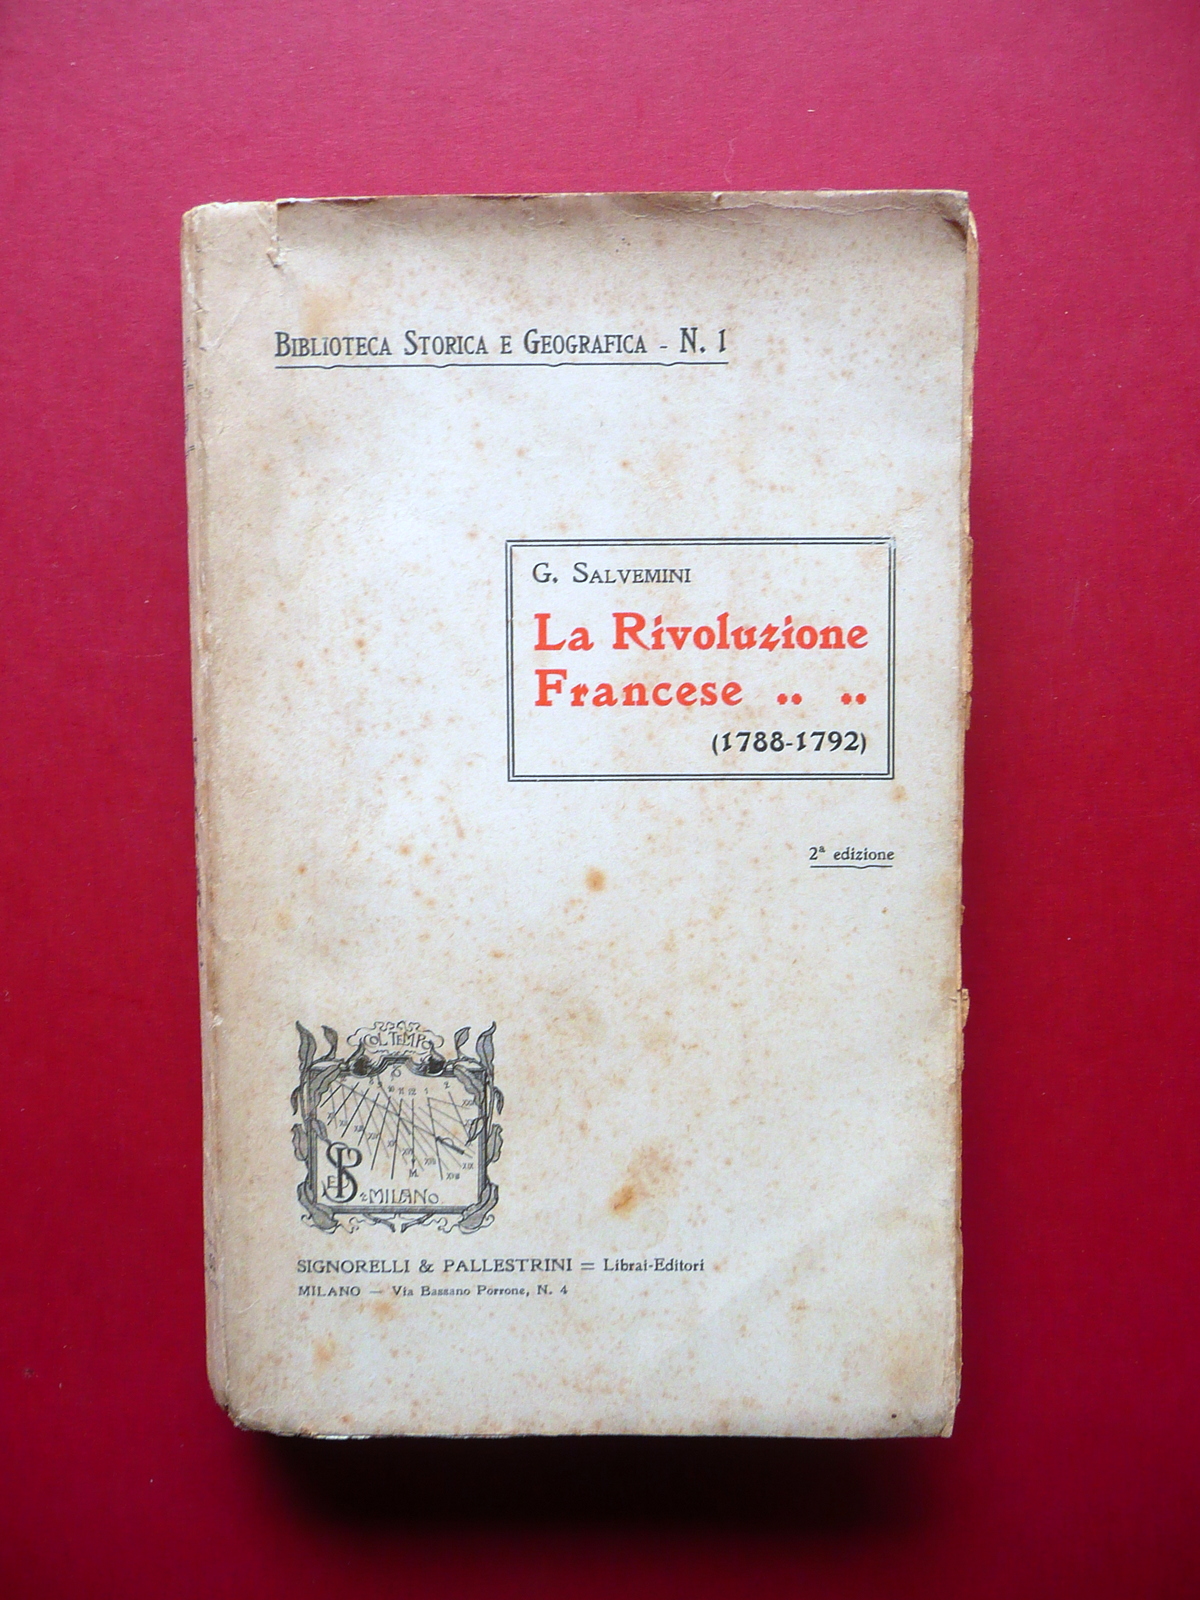 BIBLIOTECA STORICA E GEOGRAFICA - N. 1
G. SALVEMINI
La Rivoluzione
Francese .. ..
(1788-1792)
2ª edizione
COL TEMPO
MILANO
SIGNORELLI & PALLESTRINI = Librai-Editori
MILANO — Via Bassano Porrone, N. 4